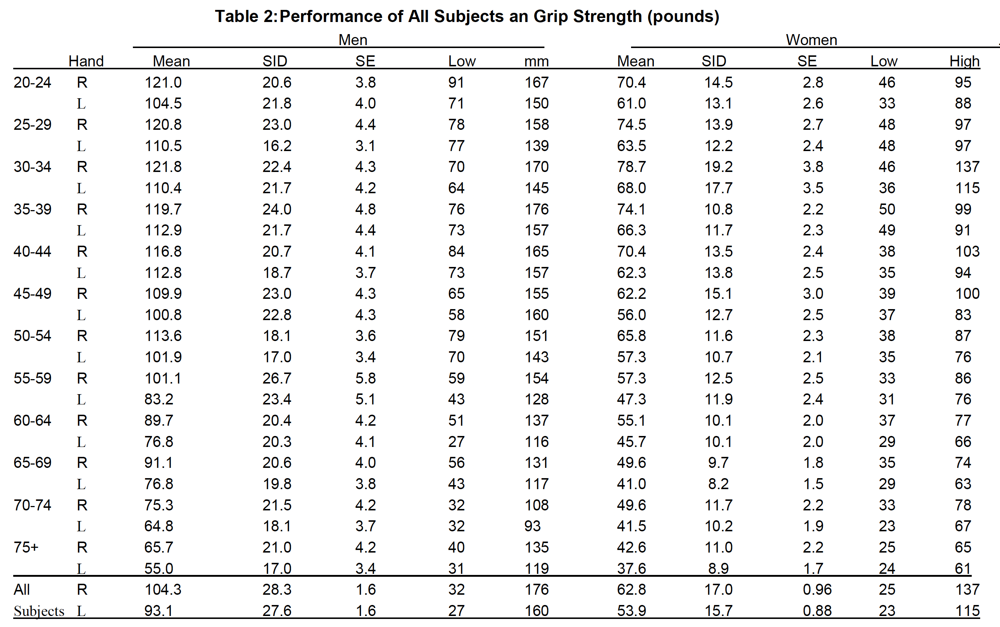 Table 2:Performance of All Subjects an Grip Strength (pounds)
Men Women
Hand Mean SID SE Low mm Mean SID SE Low High
20-24 R 121.0 20.6 3.8 91 167 70.4 14.5 2.8 46 95
L 104.5 21.8 4.0 71 150 61.0 13.1 2.6 33 88
25-29 R 120.8 23.0 4.4 78 158 74.5 13.9 2.7 48 97
L 110.5 16.2 3.1 77 139 63.5 12.2 2.4 48 97
30-34 R 121.8 22.4 4.3 70 170 78.7 19.2 3.8 46 137
L 110.4 21.7 4.2 64 145 68.0 17.7 3.5 36 115
35-39 R 119.7 24.0 4.8 76 176 74.1 10.8 2.2 50 99
L 112.9 21.7 4.4 73 157 66.3 11.7 2.3 49 91
40-44 R 116.8 20.7 4.1 84 165 70.4 13.5 2.4 38 103
L 112.8 18.7 3.7 73 157 62.3 13.8 2.5 35 94
45-49 R 109.9 23.0 4.3 65 155 62.2 15.1 3.0 39 100
L 100.8 22.8 4.3 58 160 56.0 12.7 2.5 37 83
50-54 R 113.6 18.1 3.6 79 151 65.8 11.6 2.3 38 87
L 101.9 17.0 3.4 70 143 57.3 10.7 2.1 35 76
55-59 R 101.1 26.7 5.8 59 154 57.3 12.5 2.5 33 86
L 83.2 23.4 5.1 43 128 47.3 11.9 2.4 31 76
60-64 R 89.7 20.4 4.2 51 137 55.1 10.1 2.0 37 77
L 76.8 20.3 4.1 27 116 45.7 10.1 2.0 29 66
65-69 R 91.1 20.6 4.0 56 131 49.6 9.7 1.8 35 74
L 76.8 19.8 3.8 43 117 41.0 8.2 1.5 29 63
70-74 R 75.3 21.5 4.2 32 108 49.6 11.7 2.2 33 78
L 64.8 18.1 3.7 32 93 41.5 10.2 1.9 23 67
75+ R 65.7 21.0 4.2 40 135 42.6 11.0 2.2 25 65
L 55.0 17.0 3.4 31 119 37.6 8.9 1.7 24 61
All R 104.3 28.3 1.6 32 176 62.8 17.0 0.96 25 137
Subjects L 93.1 27.6 1.6 27 160 53.9 15.7 0.88 23 115